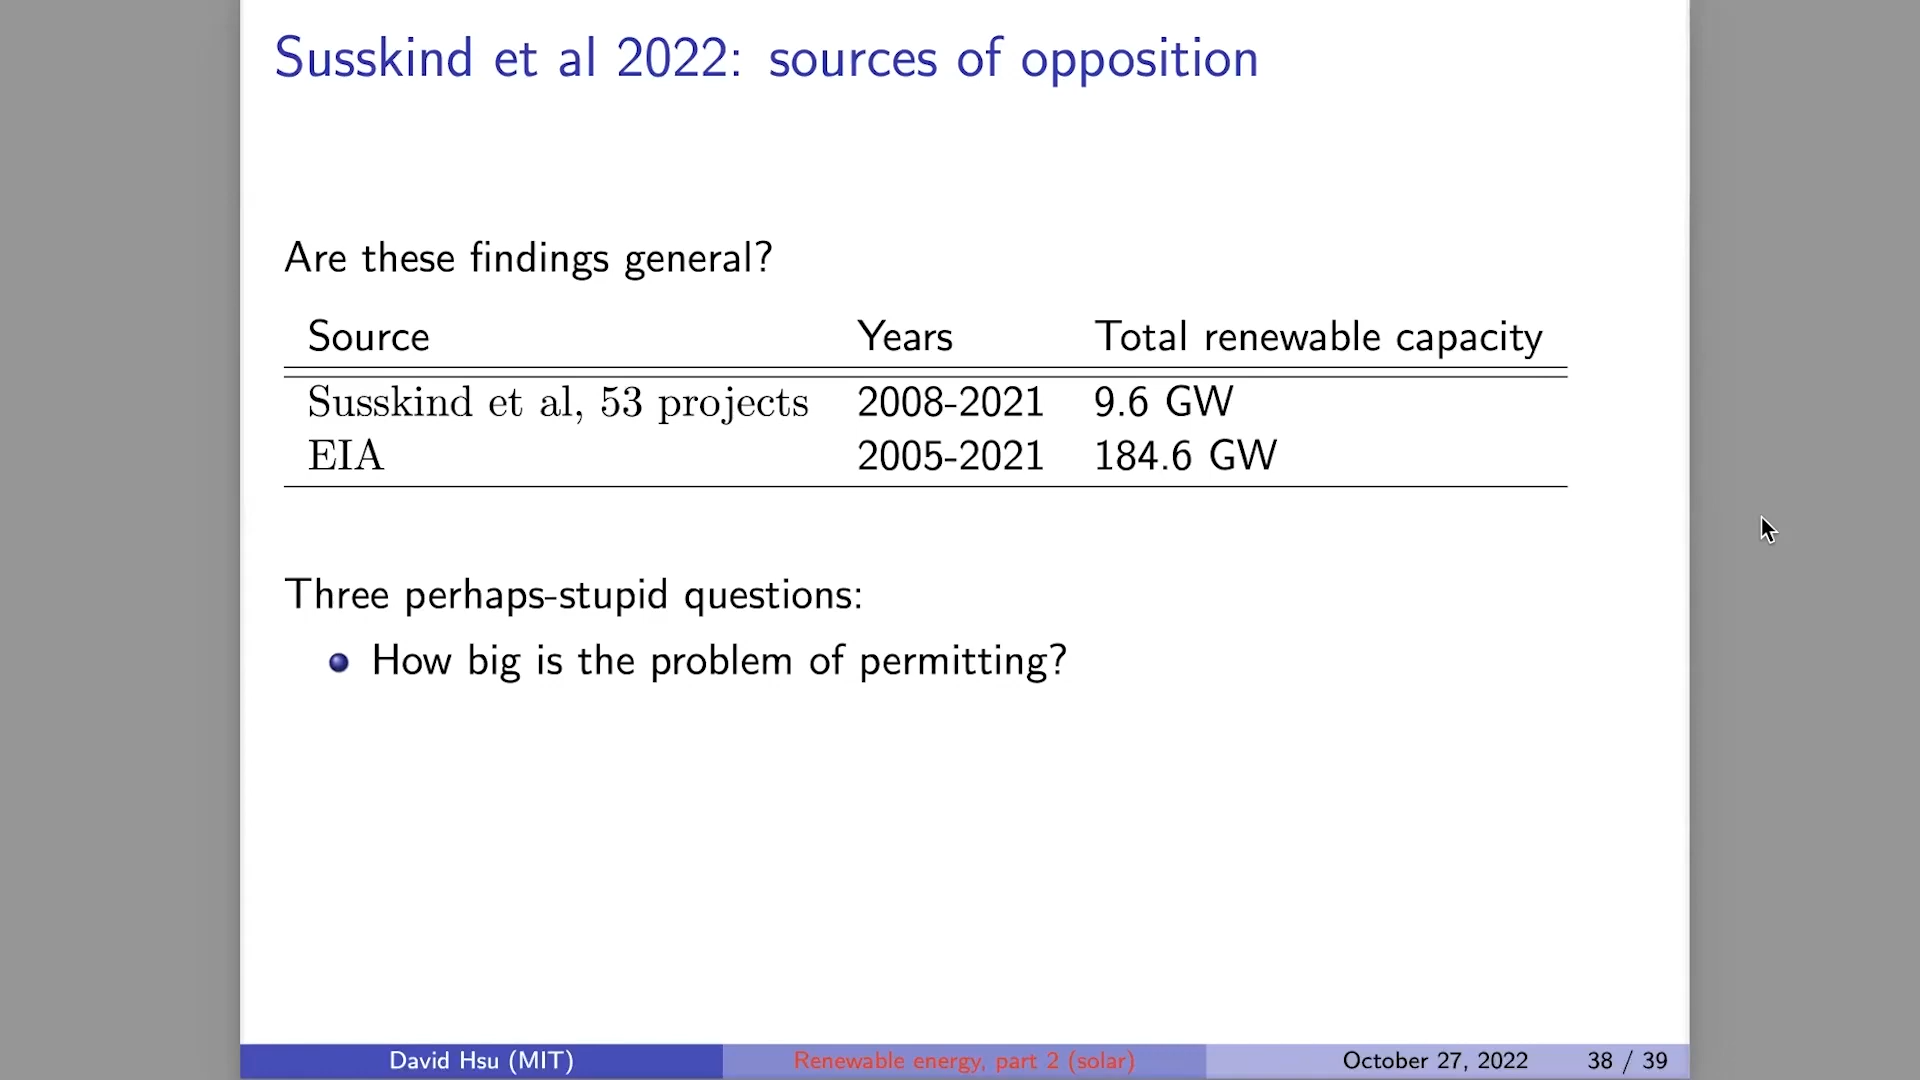 Susskind et al 2022: sources of opposition
Are these findings general?
Source Years Total renewable capacity
Susskind et al, 53 projects 2008-2021 9.6 GW
EIA 2005-2021 184.6 GW
Three perhaps-stupid questions:
How big is the problem of permitting?
David Hsu (MIT) Renewable energy, part 2 (solar) October 27, 2022 38 / 39